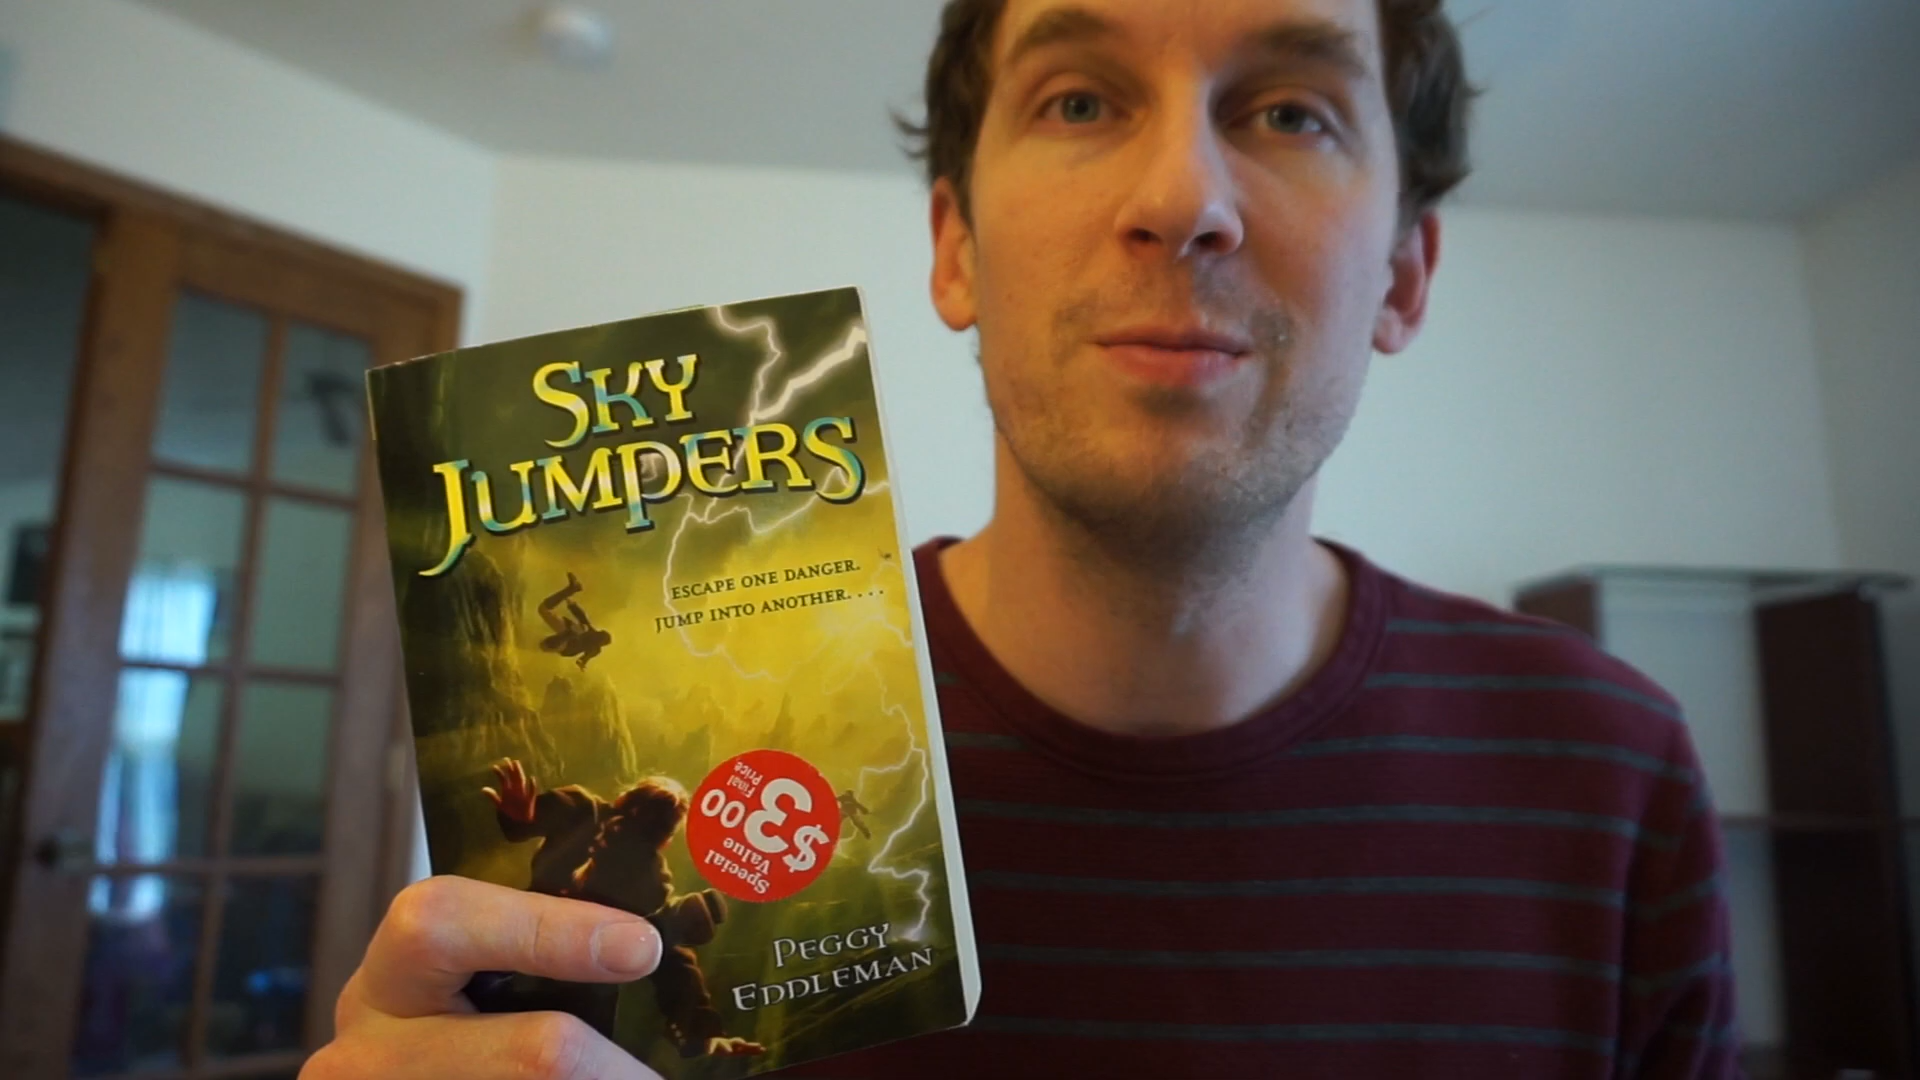 SKY
JUMPERS
ESCAPE ONE DANGER.
JUMP INTO ANOTHER....
Special
Value
$3.00
Final
Price.
PEGGY
EDDLEMAN